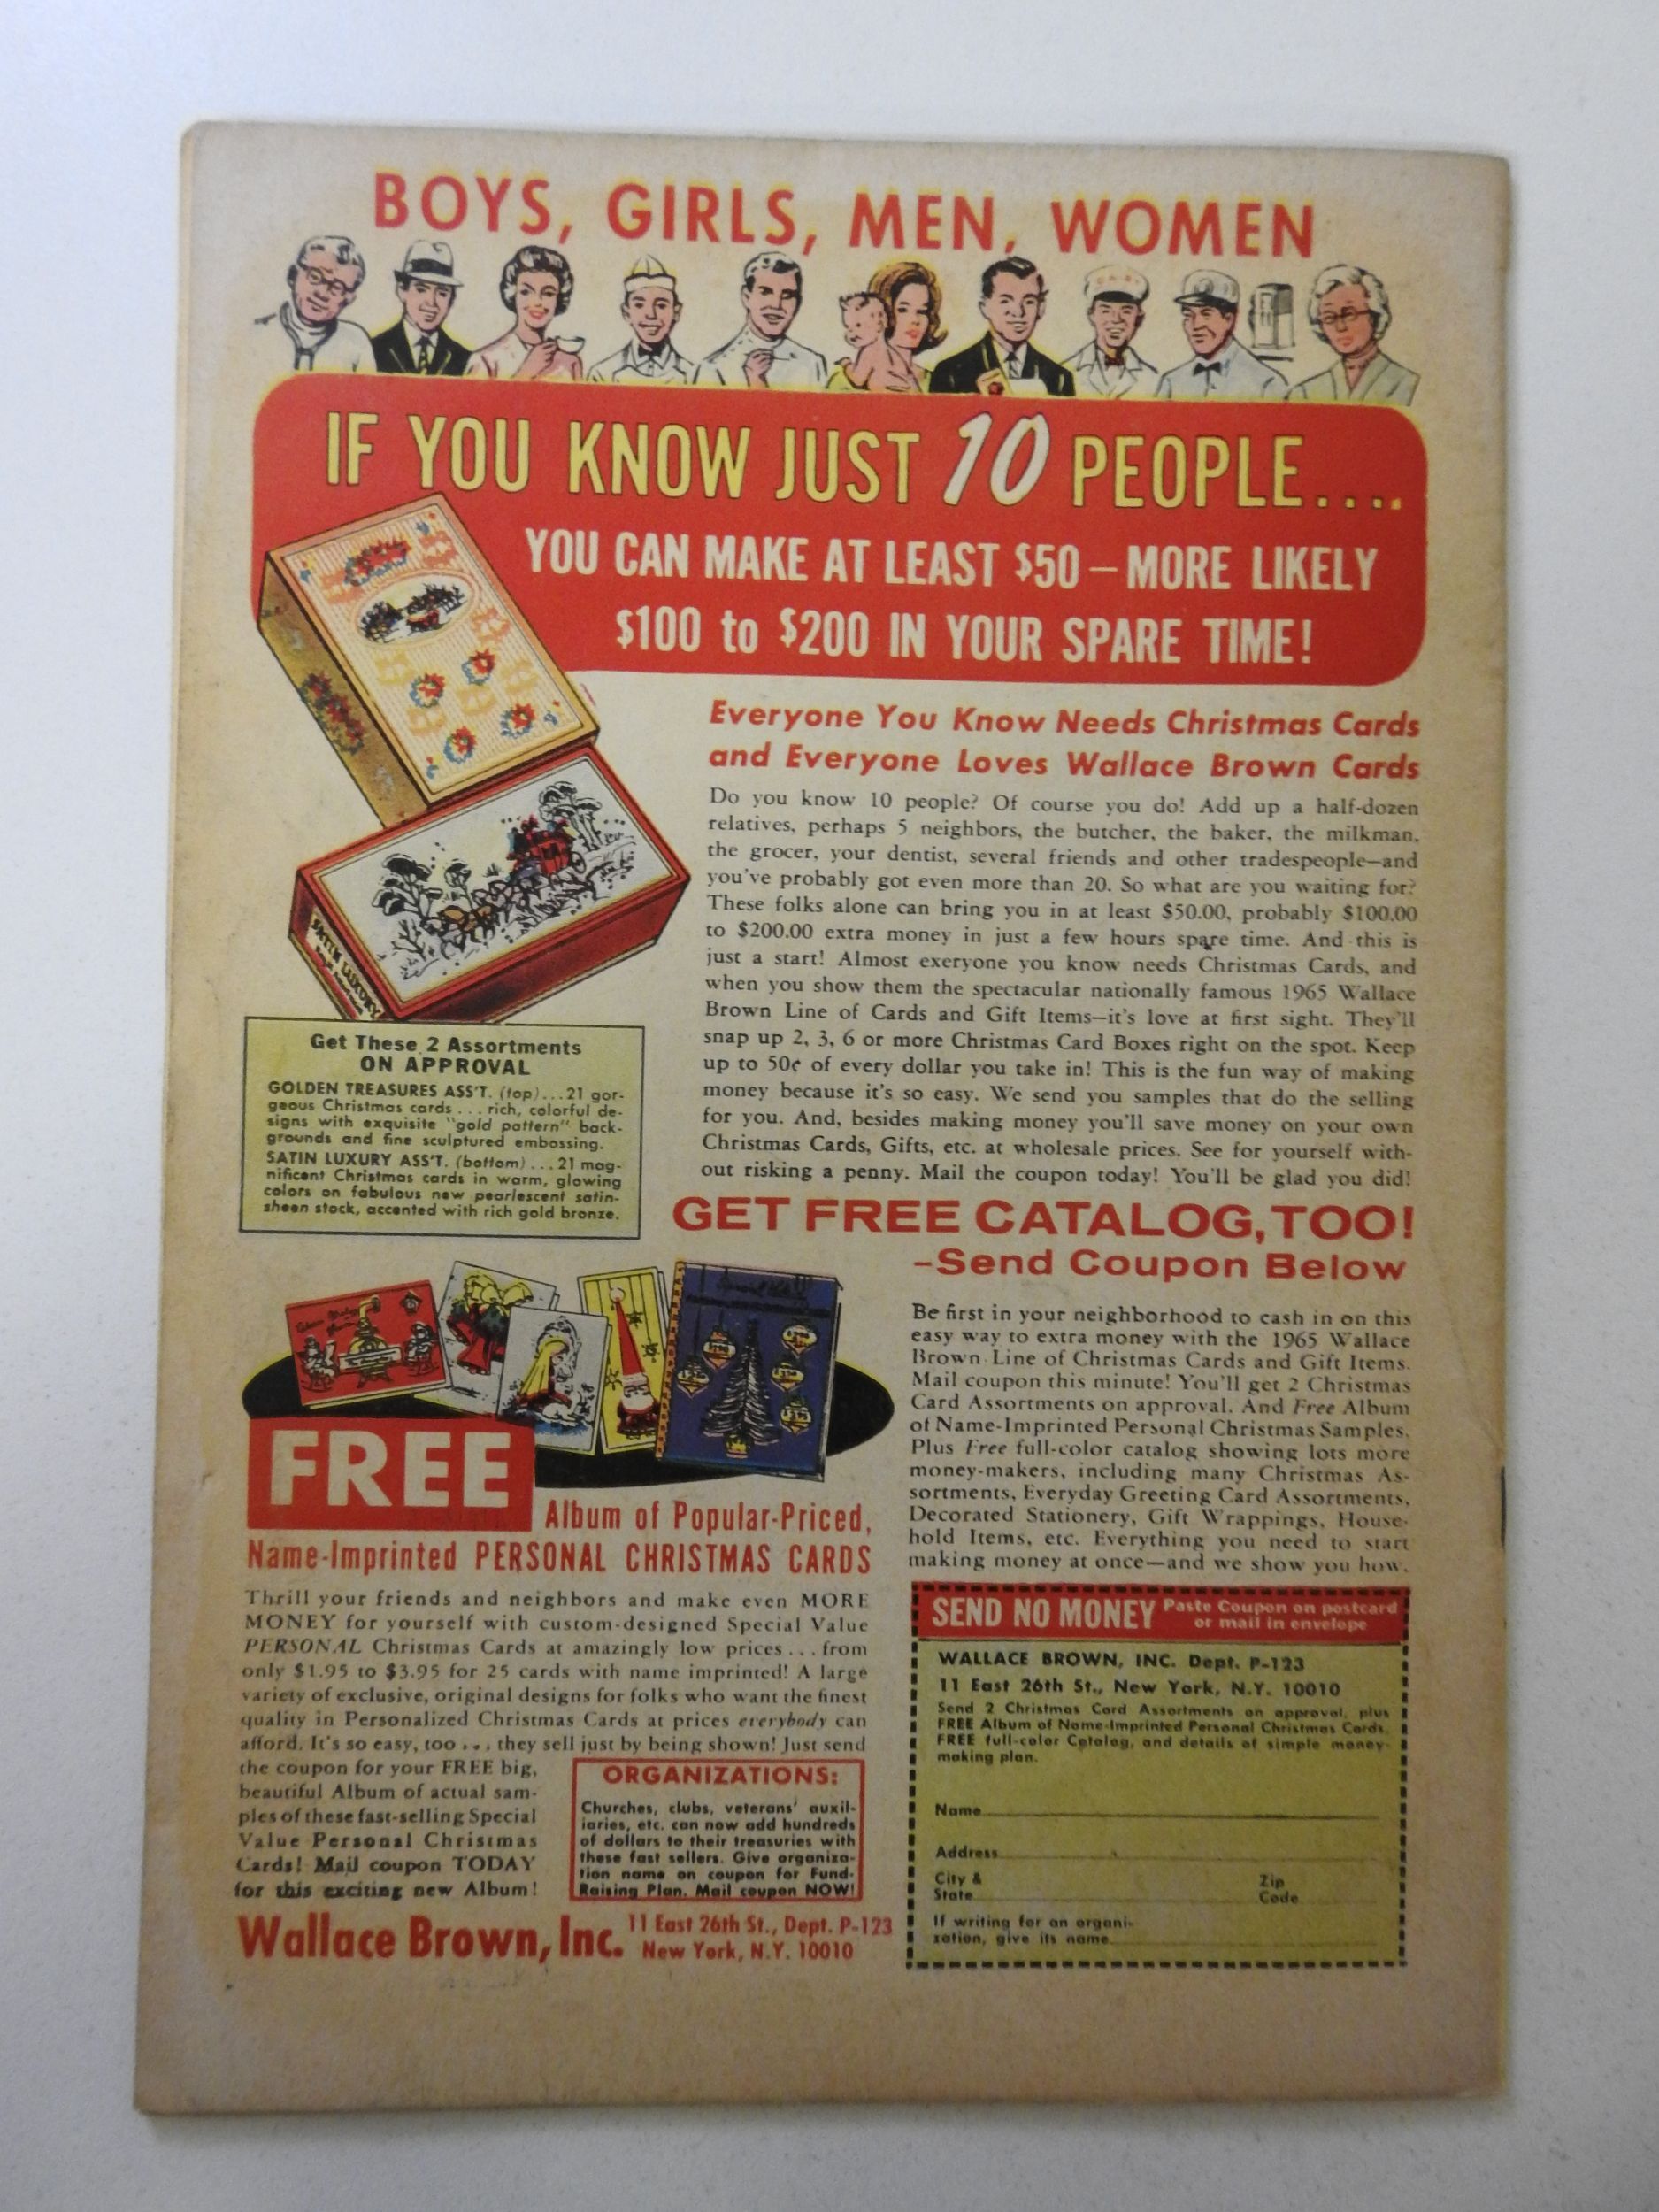 BOYS, GIRLS, MEN, WOMEN
IF YOU KNOW JUST 10 PEOPLE....
YOU CAN MAKE AT LEAST $50 – MORE LIKELY
$100 to $200 IN YOUR SPARE TIME!
SATIN LUXURY
Everyone You Know Needs Christmas Cards
and Everyone Loves Wallace Brown Cards
Do you know 10 people? Of course you do! Add up a half-dozen
relatives, perhaps 5 neighbors, the butcher, the baker, the milkman,
the grocer, your dentist, several friends and other tradespeople—and
you've probably got even more than 20. So what are you waiting for?
These folks alone can bring you in at least $50.00, probably $100.00
to $200.00 extra money in just a few hours spare time. And this is
just a start! Almost exeryone you know needs Christmas Cards, and
when you show them the spectacular nationally famous 1965 Wallace
Brown Line of Cards and Gift Items—it's love at first sight. They'll
snap up 2, 3, 6 or more Christmas Card Boxes right on the spot. Keep
up to 50¢ of every dollar you take in! This is the fun way of making
money because it's so easy. We send you samples that do the selling
for you. And, besides making money you'll save money on your own
Christmas Cards, Gifts, etc. at wholesale prices. See for yourself with-
out risking a penny. Mail the coupon today! You'll be glad you did!
Get These 2 Assortments
ON APPROVAL
GOLDEN TREASURES ASS'T. (top)...21 gor-
geous Christmas cards...rich, colorful de-
signs with exquisite "gold pattern" back-
grounds and fine sculptured embossing.
SATIN LUXURY ASS'T. (bottom)...21 mag-
nificent Christmas cards in warm, glowing
colors on fabulous new pearlescent satin-
sheen stock, accented with rich gold bronze.
GET FREE CATALOG, TOO!
–Send Coupon Below
Be first in your neighborhood to cash in on this
easy way to extra money with the 1965 Wallace
Brown Line of Christmas Cards and Gift Items.
Mail coupon this minute! You'll get 2 Christmas
Card Assortments on approval. And Free Album
of Name-Imprinted Personal Christmas Samples.
Plus Free full-color catalog showing lots more
money-makers, including many Christmas As-
sortments, Everyday Greeting Card Assortments,
Decorated Stationery, Gift Wrappings, House-
hold Items, etc. Everything you need to start
making money at once—and we show you how.
FREE
Album of Popular-Priced,
Name-Imprinted PERSONAL CHRISTMAS CARDS
Thrill your friends and neighbors and make even MORE
MONEY for yourself with custom-designed Special Value
PERSONAL Christmas Cards at amazingly low prices...from
only $1.95 to $3.95 for 25 cards with name imprinted! A large
variety of exclusive, original designs for folks who want the finest
quality in Personalized Christmas Cards at prices everybody can
afford. It's so easy, too... they sell just by being shown! Just send
the coupon for your FREE big,
beautiful Album of actual sam-
ples of these fast-selling Special
Value Personal Christmas
Cards! Mail coupon TODAY
for this exciting new Album!
ORGANIZATIONS:
Churches, clubs, veterans' auxil-
iaries, etc. can now add hundreds
of dollars to their treasuries with
these fast sellers. Give organiza-
tion name on coupon for Fund-
Raising Plan. Mail coupon NOW!
Wallace Brown, Inc. 11 East 26th St., Dept. P-123
New York, N.Y. 10010
SEND NO MONEY Paste Coupon on postcard
or mail in envelope
WALLACE BROWN, INC. Dept. P-123
11 East 26th St., New York, N.Y. 10010
Send 2 Christmas Card Assortments on approval, plus
FREE Album of Name-Imprinted Personal Christmas Cards,
FREE full-color Catalog, and details of simple money-
making plan.
Name
Address
City & Zip
State Code
If writing for an organi-
zation, give its name